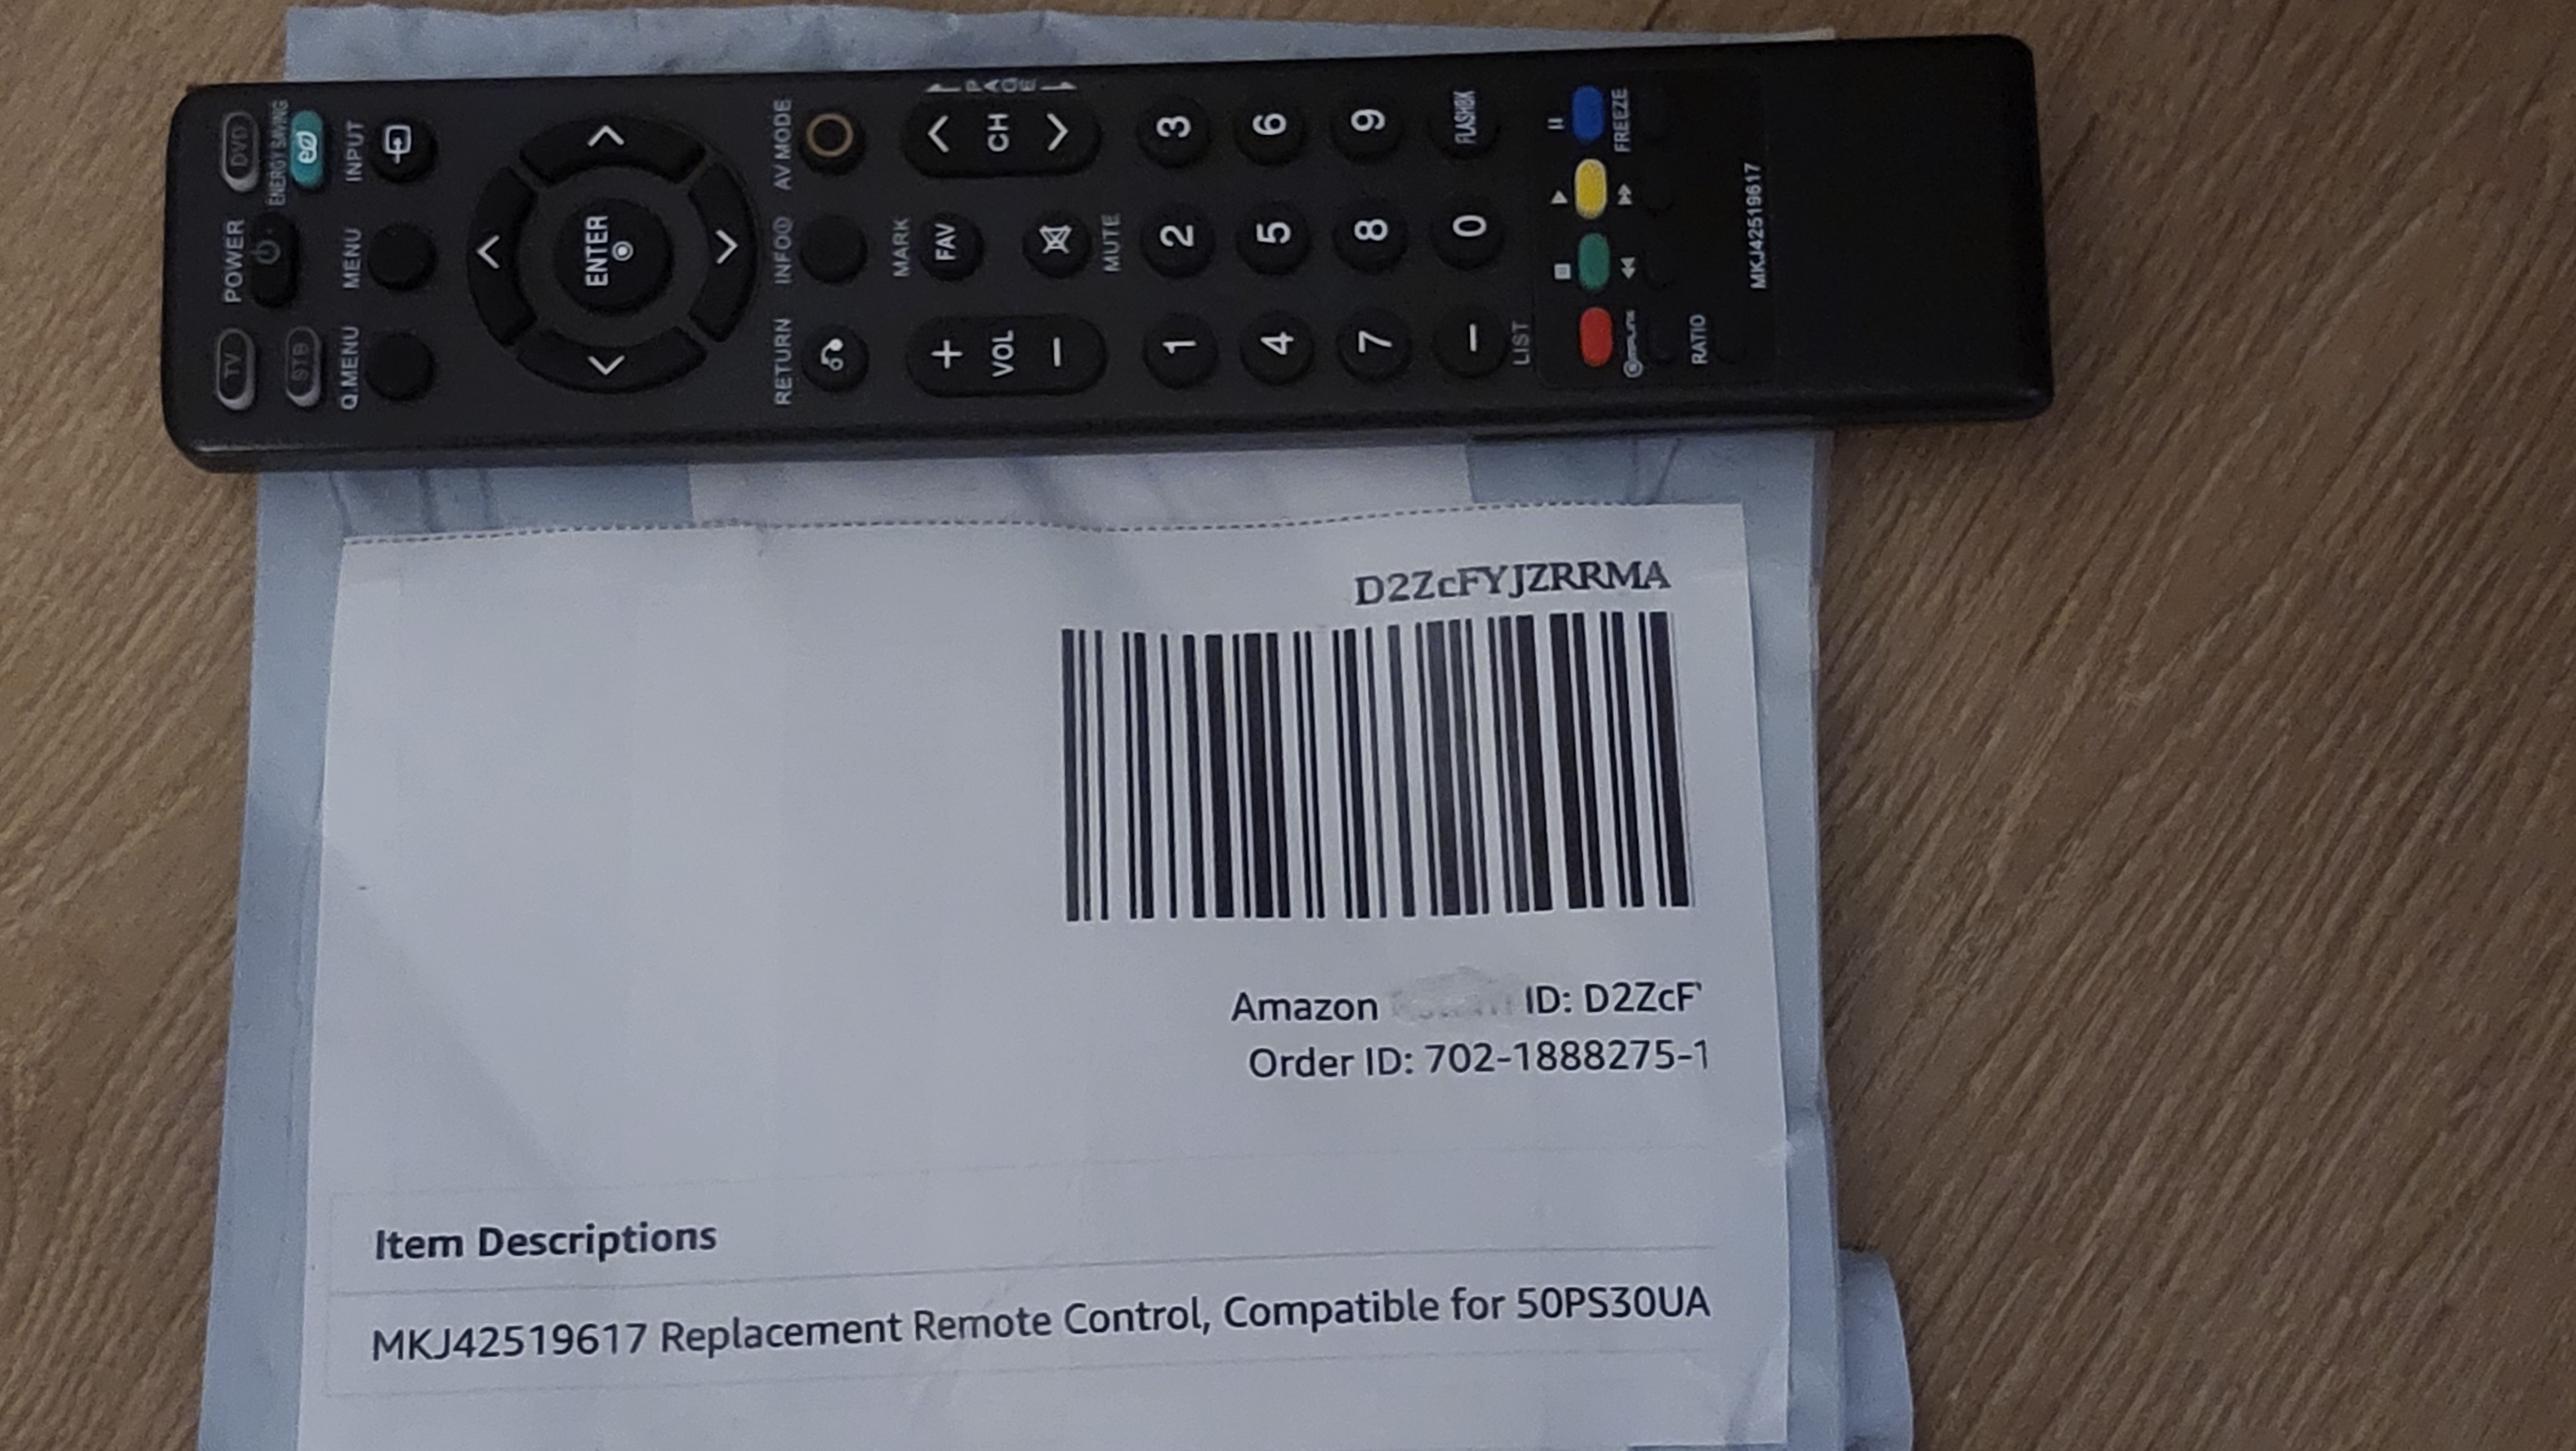 TV
POWER
DVD
STB
ENERGY SAVING
Q.MENU
MENU
INPUT
ENTER
RETURN
INFO
AV MODE
MARK
+
VOL
-
FAV
MUTE
CH
PAGE
1
2
3
4
5
6
7
8
9
-
0
FLASHBK
LIST
FREEZE
RATIO
MKJ42519617
D2ZcFYJZRRMA
Amazon ID: D2ZcF
Order ID: 702-1888275-1
Item Descriptions
MKJ42519617 Replacement Remote Control, Compatible for 50PS30UA